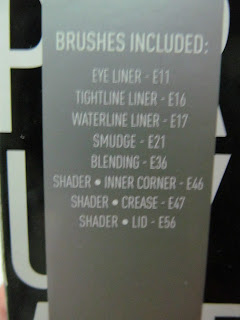 BRUSHES INCLUDED:
EYE LINER - E11
TIGHTLINE LINER - E16
WATERLINE LINER - E17
SMUDGE - E21
BLENDING - E36
SHADER • INNER CORNER - E46
SHADER • CREASE - E47
SHADER • LID - E56